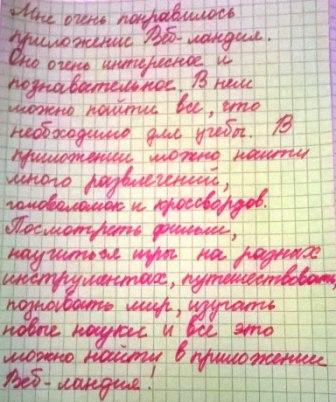 Мне очень понравилось
приложение Веб-ландия.
Оно очень интересное и
познавательное. В нем
можно найти все, что
необходимо для учебы. В
приложении можно найти
много развлечений,
головоломок и кроссвордов.
Посмотреть фильм,
научиться игры на разных
инструментах, путешествовать,
познавать мир, изучать
новые науки и все это
можно найти в приложении
Веб-ландия!